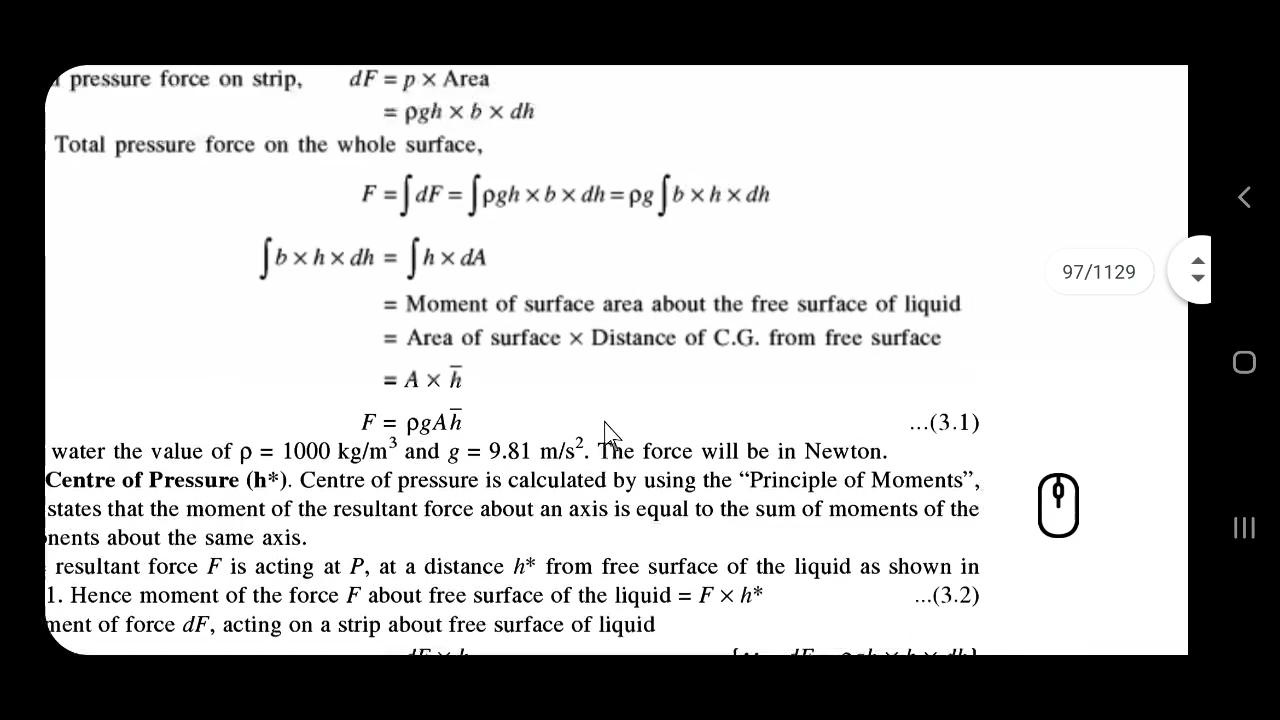 pressure force on strip, dF = p × Area
= ρgh × b × dh
Total pressure force on the whole surface,
F = ∫ dF = ∫ ρgh × b × dh = ρg ∫ b × h × dh
∫ b × h × dh = ∫ h × dA
= Moment of surface area about the free surface of liquid
= Area of surface × Distance of C.G. from free surface
= A × h̅
F = ρgAh̅ ...(3.1)
water the value of ρ = 1000 kg/m³ and g = 9.81 m/s². The force will be in Newton.
Centre of Pressure (h*). Centre of pressure is calculated by using the “Principle of Moments”,
states that the moment of the resultant force about an axis is equal to the sum of moments of the
nents about the same axis.
resultant force F is acting at P, at a distance h* from free surface of the liquid as shown in
1. Hence moment of the force F about free surface of the liquid = F × h* ...(3.2)
ment of force dF, acting on a strip about free surface of liquid
97/1129